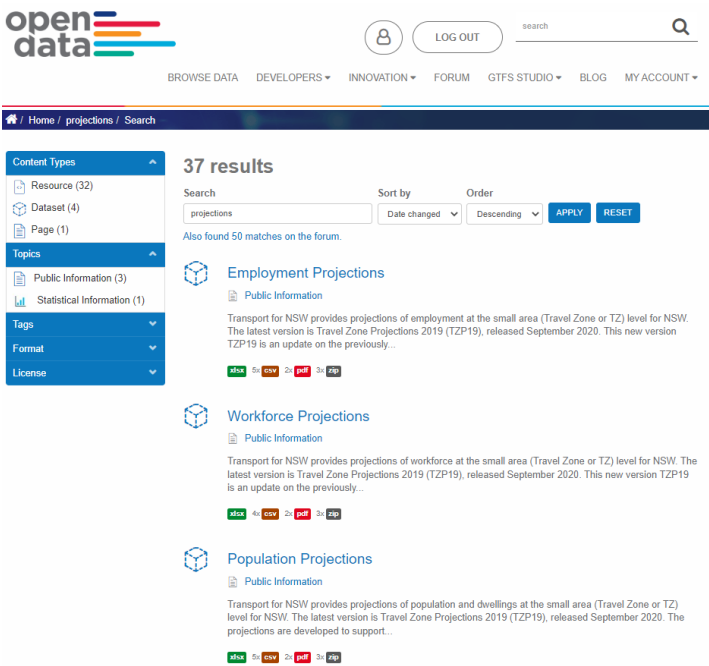 open
data
LOG OUT
search
BROWSE DATA DEVELOPERS INNOVATION FORUM GTFS STUDIO BLOG MY ACCOUNT
/ Home / projections / Search
Content Types
Resource (32)
Dataset (4)
Page (1)
Topics
Public Information (3)
Statistical Information (1)
Tags
Format
License
37 results
Search Sort by Order
projections Date changed Descending APPLY RESET
Also found 50 matches on the forum.
Employment Projections
Public Information
Transport for NSW provides projections of employment at the small area (Travel Zone or TZ) level for NSW.
The latest version is Travel Zone Projections 2019 (TZP19), released September 2020. This new version
TZP19 is an update on the previously...
xlsx 5x csv 2x pdf 3x zip
Workforce Projections
Public Information
Transport for NSW provides projections of workforce at the small area (Travel Zone or TZ) level for NSW. The
latest version is Travel Zone Projections 2019 (TZP19), released September 2020. This new version TZP19
is an update on the previously...
xlsx 4x csv 2x pdf 3x zip
Population Projections
Public Information
Transport for NSW provides projections of population and dwellings at the small area (Travel Zone or TZ)
level for NSW. The latest version is Travel Zone Projections 2019 (TZP19), released September 2020. The
projections are developed to support...
xlsx 5x csv 2x pdf 3x zip